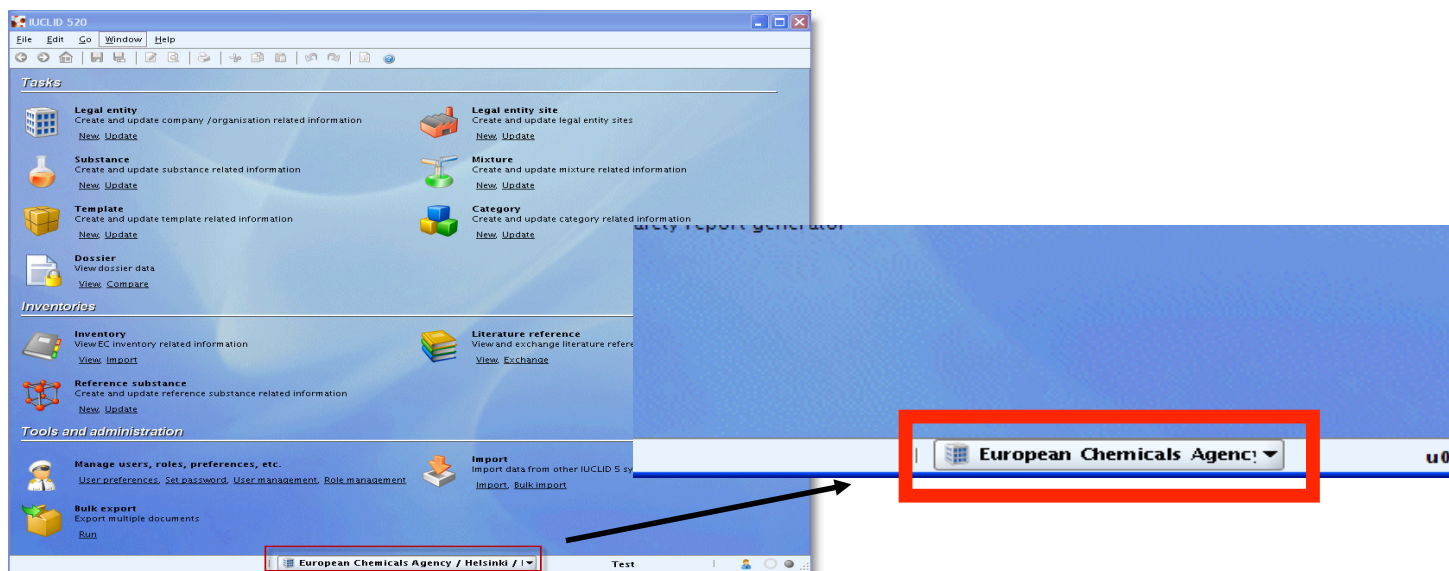 IUCLID 520
File Edit Go Window Help
Tasks
Legal entity
Create and update company /organisation related information
New, Update
Legal entity site
Create and update legal entity sites
New, Update
Substance
Create and update substance related information
New, Update
Mixture
Create and update mixture related information
New, Update
Template
Create and update template related information
New, Update
Category
Create and update category related information
New, Update
Dossier
View dossier data
View, Compare
Inventories
Inventory
View EC inventory related information
View, Import
Literature reference
View and exchange literature refere
View, Exchange
Reference substance
Create and update reference substance related information
New, Update
Tools and administration
Manage users, roles, preferences, etc.
User preferences, Set password, User management, Role management
Import
Import data from other IUCLID 5 sy
Import, Bulk import
Bulk export
Export multiple documents
Run
European Chemicals Agency / Helsinki /
Test
report generator
European Chemicals Agenc
u0